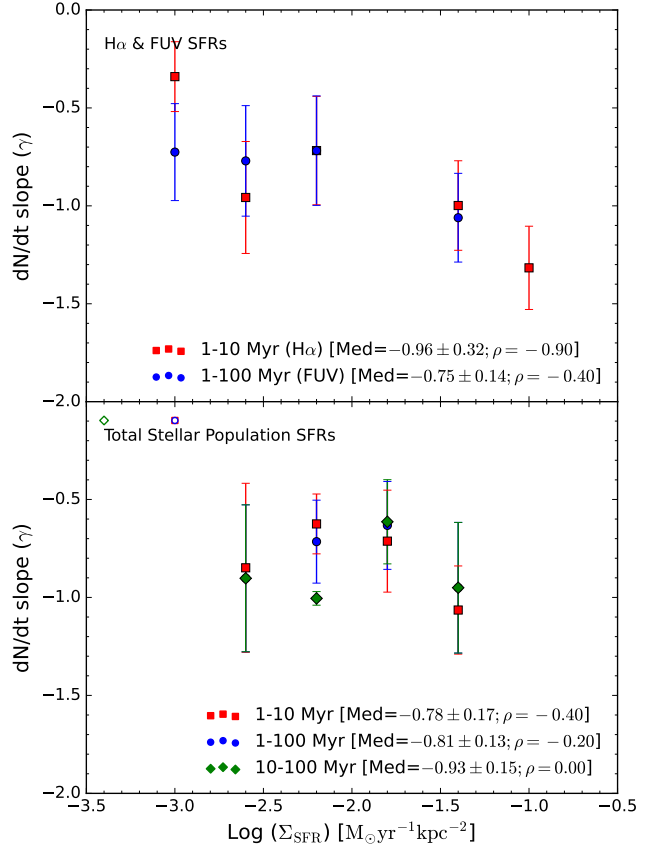 0.0
Hα & FUV SFRs
−0.5
−1.0
dN/dt slope (γ)
−1.5
1-10 Myr (Hα) [Med=−0.96 ± 0.32; ρ = −0.90]
1-100 Myr (FUV) [Med=−0.75 ± 0.14; ρ = −0.40]
−2.0
Total Stellar Population SFRs
−0.5
−1.0
dN/dt slope (γ)
−1.5
1-10 Myr [Med=−0.78 ± 0.17; ρ = −0.40]
1-100 Myr [Med=−0.81 ± 0.13; ρ = −0.20]
10-100 Myr [Med=−0.93 ± 0.15; ρ = 0.00]
−2.0
−3.5 −3.0 −2.5 −2.0 −1.5 −1.0 −0.5
Log (Σ_SFR) [M_⊙yr⁻¹kpc⁻²]